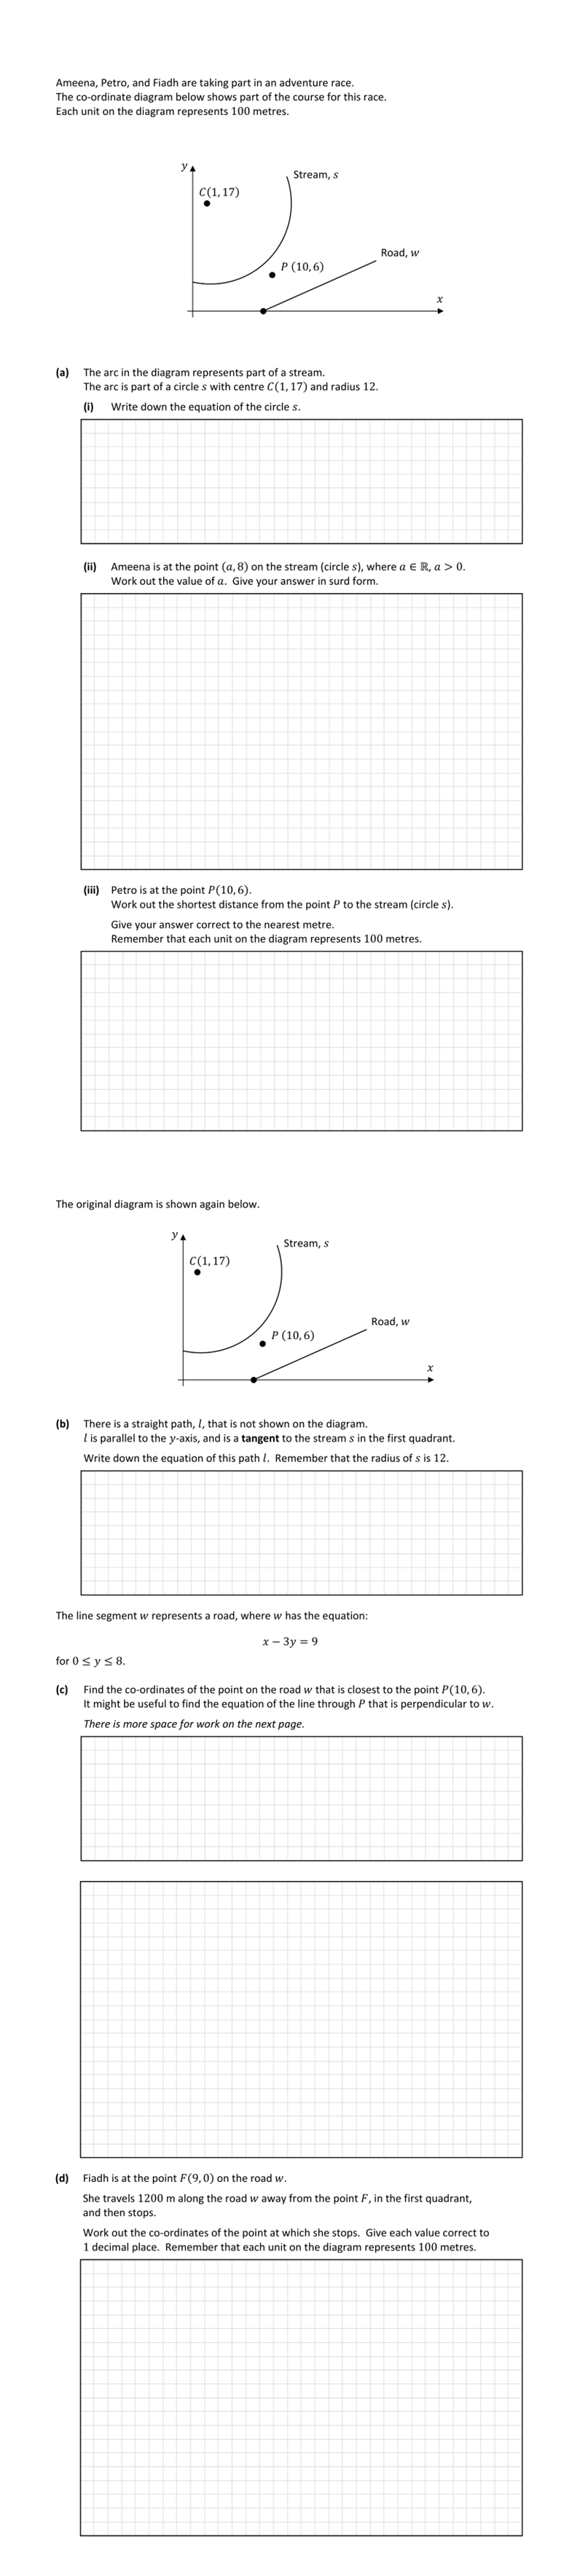 Ameena, Petro, and Fiadh are taking part in an adventure race.
The co-ordinate diagram below shows part of the course for this race.
Each unit on the diagram represents 100 metres.
y
Stream, s
C(1, 17)
Road, w
P (10, 6)
x
(a) The arc in the diagram represents part of a stream.
The arc is part of a circle s with centre C(1, 17) and radius 12.
(i) Write down the equation of the circle s.
(ii) Ameena is at the point (a, 8) on the stream (circle s), where a ∈ ℝ, a > 0.
Work out the value of a. Give your answer in surd form.
(iii) Petro is at the point P(10, 6).
Work out the shortest distance from the point P to the stream (circle s).
Give your answer correct to the nearest metre.
Remember that each unit on the diagram represents 100 metres.
The original diagram is shown again below.
y
Stream, s
C(1, 17)
Road, w
P (10, 6)
x
(b) There is a straight path, l, that is not shown on the diagram.
l is parallel to the y-axis, and is a tangent to the stream s in the first quadrant.
Write down the equation of this path l. Remember that the radius of s is 12.
The line segment w represents a road, where w has the equation:
x − 3y = 9
for 0 ≤ y ≤ 8.
(c) Find the co-ordinates of the point on the road w that is closest to the point P(10, 6).
It might be useful to find the equation of the line through P that is perpendicular to w.
There is more space for work on the next page.
(d) Fiadh is at the point F(9, 0) on the road w.
She travels 1200 m along the road w away from the point F, in the first quadrant,
and then stops.
Work out the co-ordinates of the point at which she stops. Give each value correct to
1 decimal place. Remember that each unit on the diagram represents 100 metres.